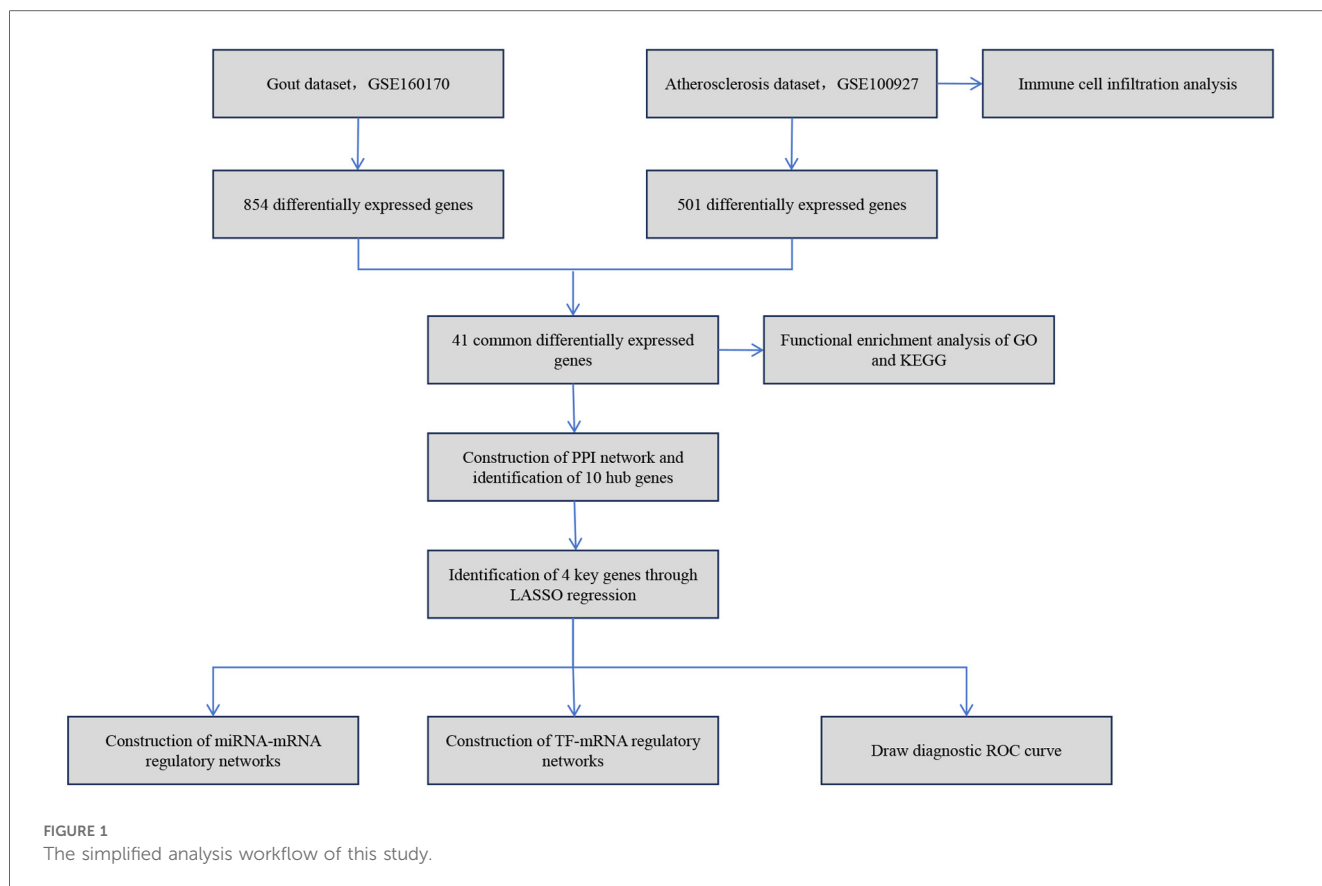 Gout dataset，GSE160170
Atherosclerosis dataset，GSE100927
Immune cell infiltration analysis
854 differentially expressed genes
501 differentially expressed genes
41 common differentially expressed
genes
Functional enrichment analysis of GO
and KEGG
Construction of PPI network and
identification of 10 hub genes
Identification of 4 key genes through
LASSO regression
Construction of miRNA-mRNA
regulatory networks
Construction of TF-mRNA regulatory
networks
Draw diagnostic ROC curve
FIGURE 1
The simplified analysis workflow of this study.